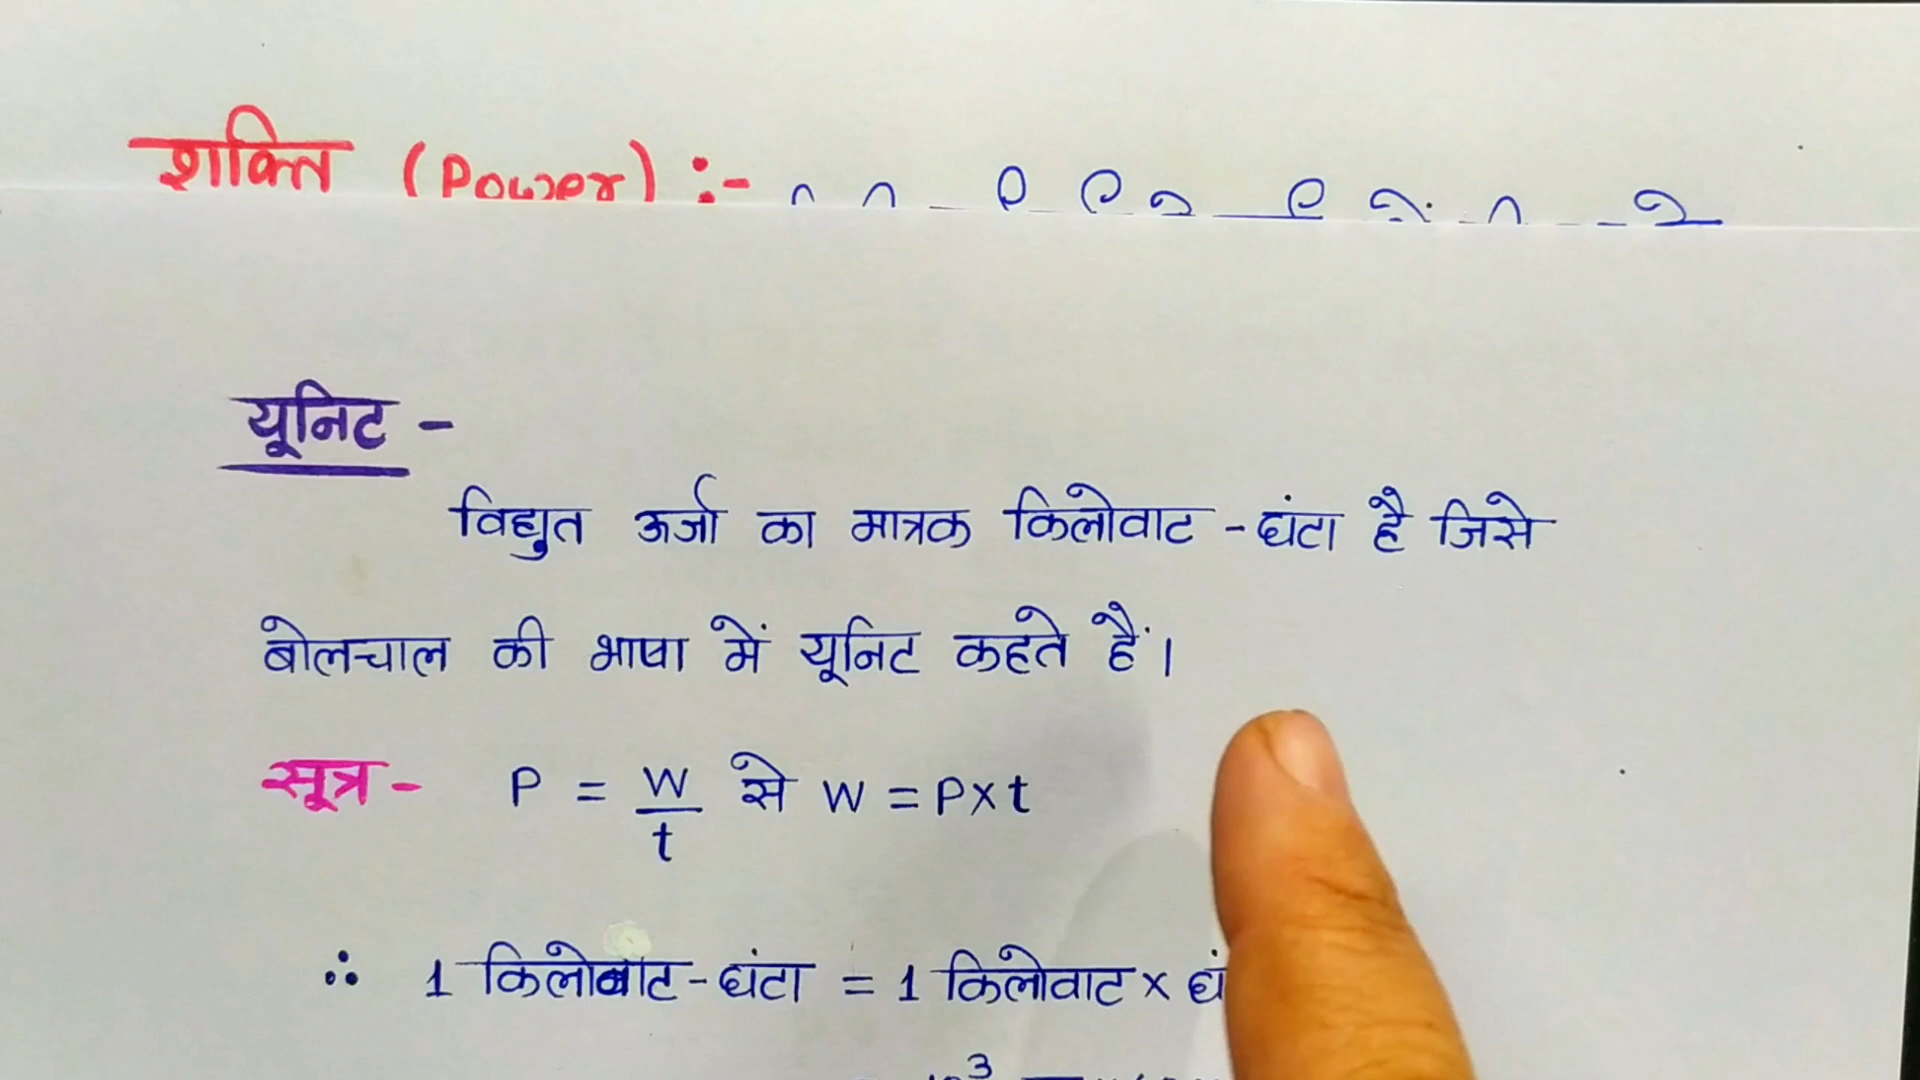 शक्ति (Power) :-
यूनिट -
विद्युत ऊर्जा का मात्रक किलोवाट - घंटा है जिसे
बोलचाल की भाषा में यूनिट कहते हैं।
सूत्र - P = W/t से W = P×t
∴ 1 किलोवाट - घंटा = 1 किलोवाट ×